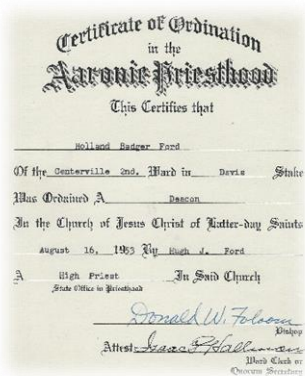 Certificate of Ordination
in the
Aaronic Priesthood
This Certifies that
Holland Badger Ford
Of the Centerville 2nd. Ward in Davis Stake
Was Ordained A Deacon
In the Church of Jesus Christ of Latter-day Saints
August 16, 1953 By Hugh J. Ford
A High Priest In Said Church
State Office in Priesthood
Donald W.
Bishop
Attest
Ward Clerk or
Quorum Secretary